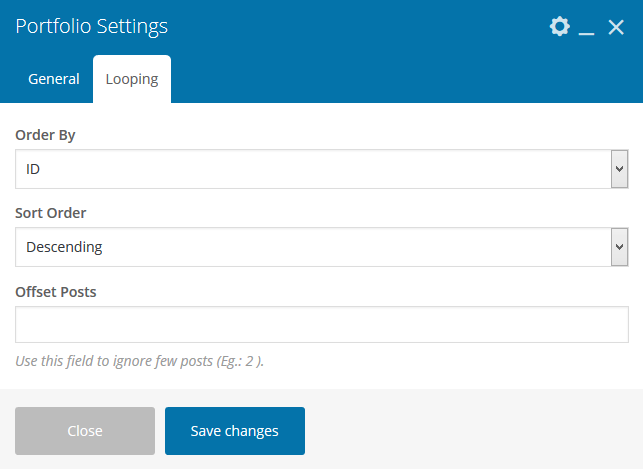 Portfolio Settings
General
Looping
Order By
ID
Sort Order
Descending
Offset Posts
Use this field to ignore few posts (Eg.: 2 ).
Close
Save changes